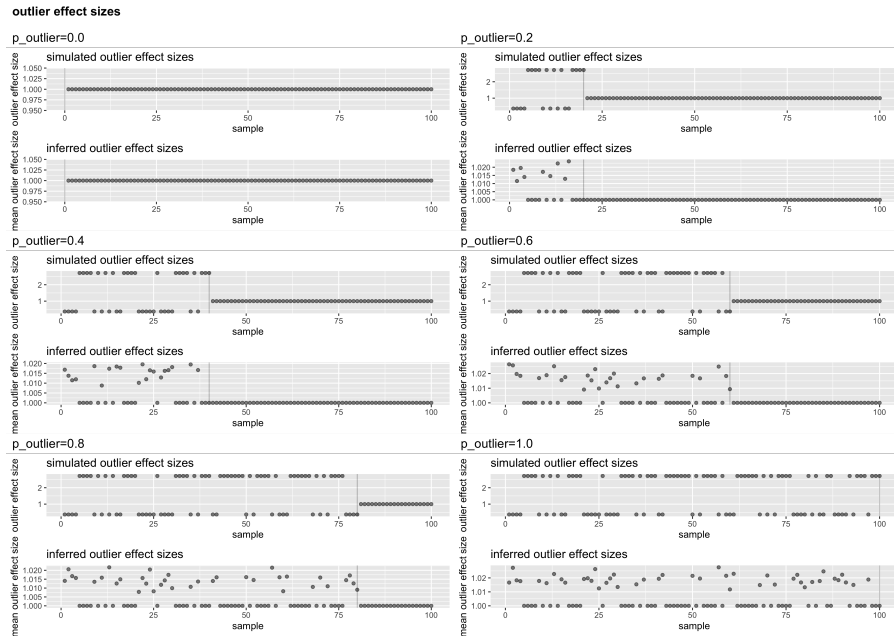 outlier effect sizes
p_outlier=0.0
simulated outlier effect sizes
outlier effect size
1.050
1.025
1.000
0.975
0.950
0 25 50 75 100
sample
inferred outlier effect sizes
mean outlier effect size
1.050
1.025
1.000
0.975
0.950
0 25 50 75 100
sample
p_outlier=0.2
simulated outlier effect sizes
outlier effect size
2
1
0 25 50 75 100
sample
inferred outlier effect sizes
mean outlier effect size
1.020
1.015
1.010
1.005
1.000
0 25 50 75 100
sample
p_outlier=0.4
simulated outlier effect sizes
outlier effect size
2
1
0 25 50 75 100
sample
inferred outlier effect sizes
mean outlier effect size
1.020
1.015
1.010
1.005
1.000
0 25 50 75 100
sample
p_outlier=0.6
simulated outlier effect sizes
outlier effect size
2
1
0 25 50 75 100
sample
inferred outlier effect sizes
mean outlier effect size
1.02
1.01
1.00
0 25 50 75 100
sample
p_outlier=0.8
simulated outlier effect sizes
outlier effect size
2
1
0 25 50 75 100
sample
inferred outlier effect sizes
mean outlier effect size
1.020
1.015
1.010
1.005
1.000
0 25 50 75 100
sample
p_outlier=1.0
simulated outlier effect sizes
outlier effect size
2
1
0 25 50 75 100
sample
inferred outlier effect sizes
mean outlier effect size
1.02
1.01
1.00
0 25 50 75 100
sample